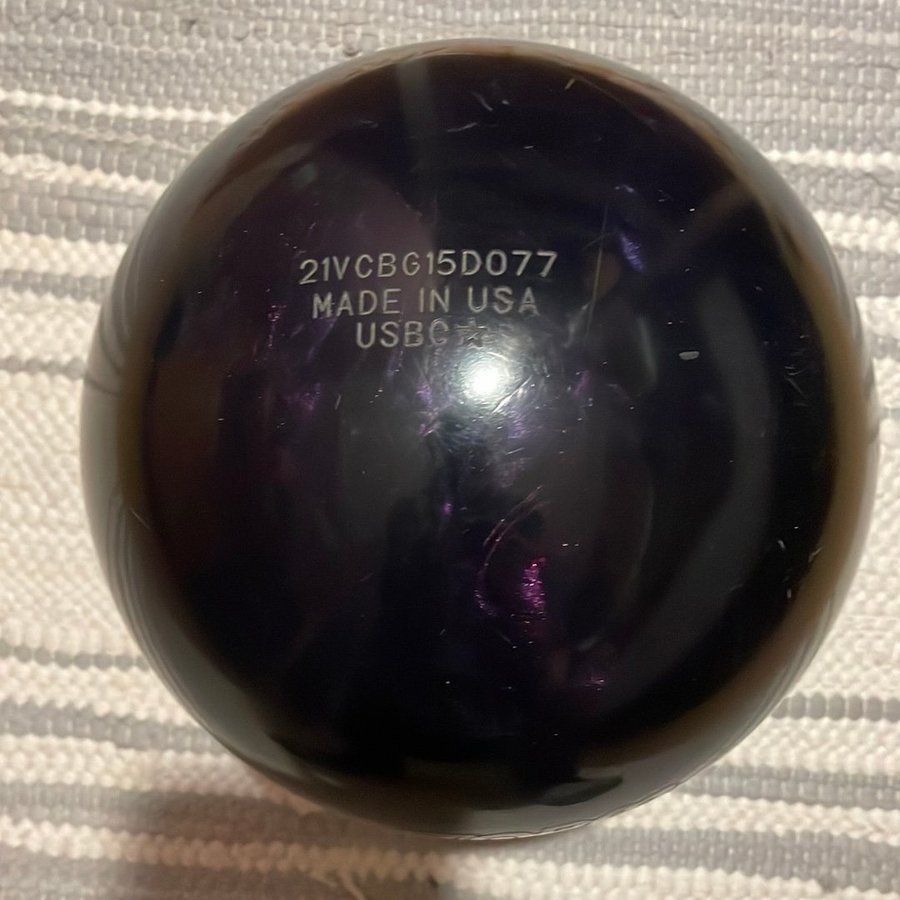 21VCBG15D077
MADE IN USA
USBC☆